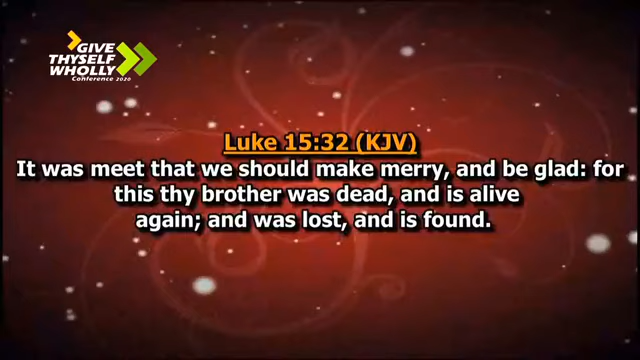 GIVE
THYSELF
WHOLLY
Conference 2020
Luke 15:32 (KJV)
It was meet that we should make merry, and be glad: for
this thy brother was dead, and is alive
again; and was lost, and is found.